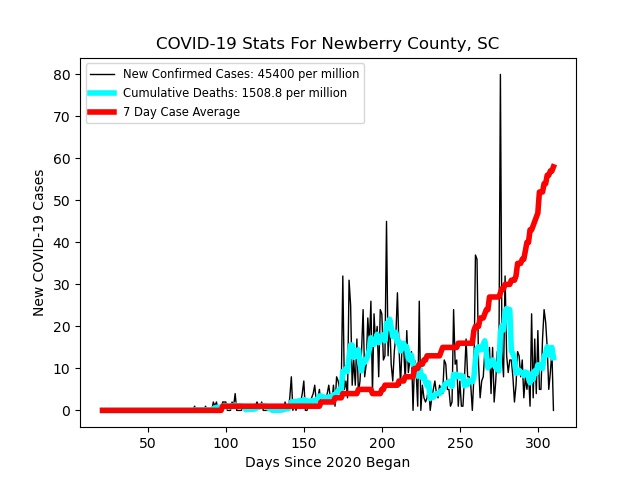 COVID-19 Stats For Newberry County, SC
New Confirmed Cases: 45400 per million
Cumulative Deaths: 1508.8 per million
7 Day Case Average
80
70
60
50
40
30
20
10
0
New COVID-19 Cases
50 100 150 200 250 300
Days Since 2020 Began